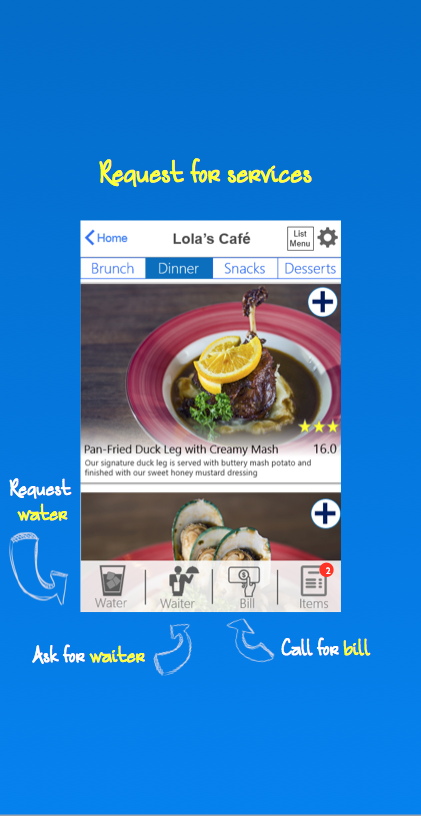 Request for services
Home
Lola's Café
List
Menu
Brunch
Dinner
Snacks
Desserts
Pan-Fried Duck Leg with Creamy Mash
16.0
Our signature duck leg is served with buttery mash potato and
finished with our sweet honey mustard dressing
Request
water
Water
Waiter
$
Bill
2
Items
Ask for waiter
Call for bill